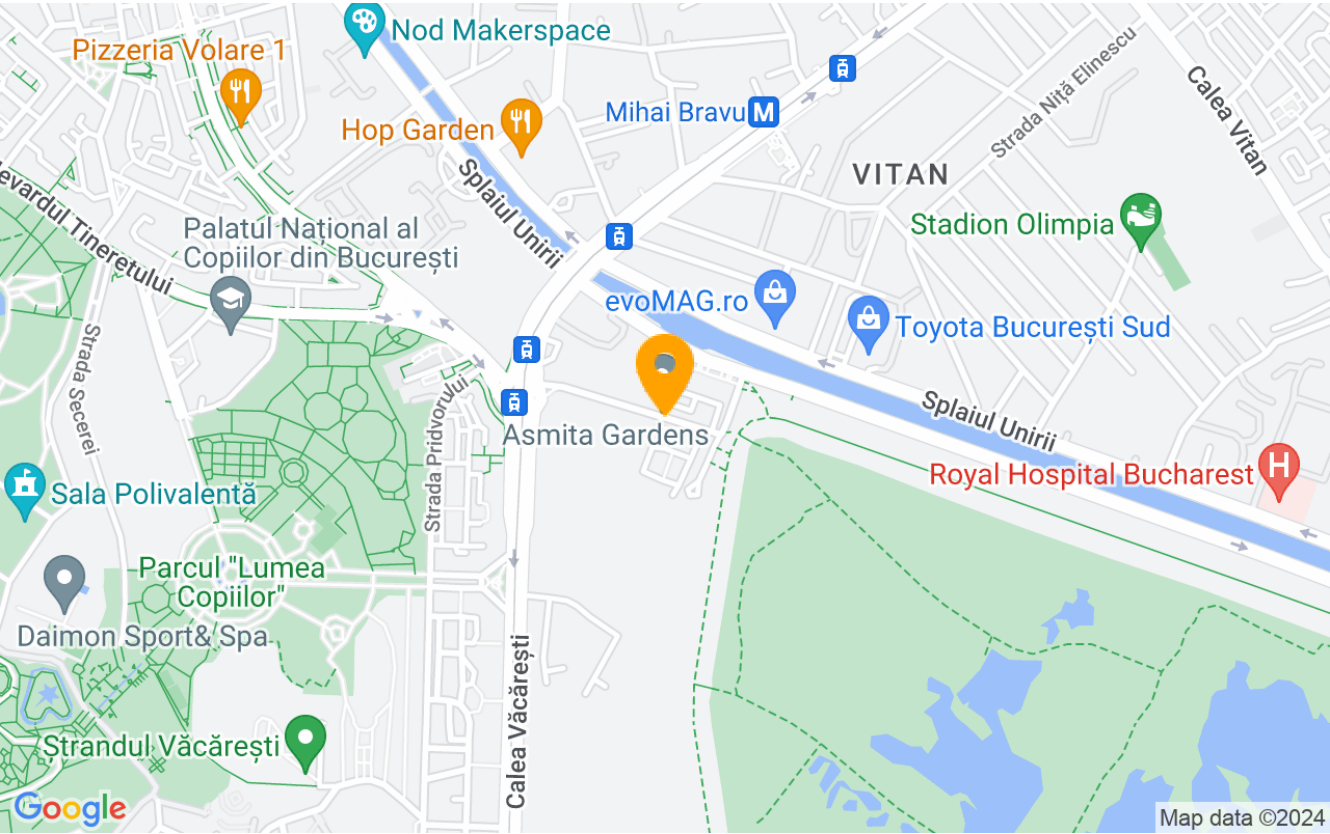 Nod Makerspace
Pizzeria Volare 1
Mihai Bravu
M
Hop Garden
Strada Niță Elinescu
Calea Vitan
VITAN
Splaiul Unirii
evardul Tineretului
Palatul Național al
Copiilor din București
Stadion Olimpia
evoMAG.ro
Toyota București Sud
Strada Secerei
Strada Pridvorului
Asmita Gardens
Splaiul Unirii
Royal Hospital Bucharest
H
Sala Polivalentă
Parcul "Lumea
Copiilor"
Daimon Sport& Spa
Calea Văcărești
Ștrandul Văcărești
Google
Map data ©2024